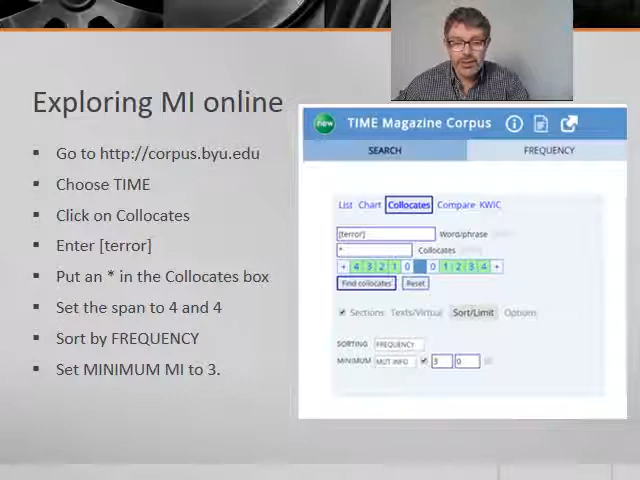 Exploring MI online
▪ Go to http://corpus.byu.edu
▪ Choose TIME
▪ Click on Collocates
▪ Enter [terror]
▪ Put an * in the Collocates box
▪ Set the span to 4 and 4
▪ Sort by FREQUENCY
▪ Set MINIMUM MI to 3.
new TIME Magazine Corpus
SEARCH FREQUENCY
List Chart Collocates Compare KWIC
[terror] Word/phrase
* Collocates
+ 4 3 2 1 0 0 1 2 3 4 +
Find collocates Reset
Sections Texts/Virtual Sort/Limit Options
SORTING FREQUENCY
MINIMUM MUT INFO 3 0